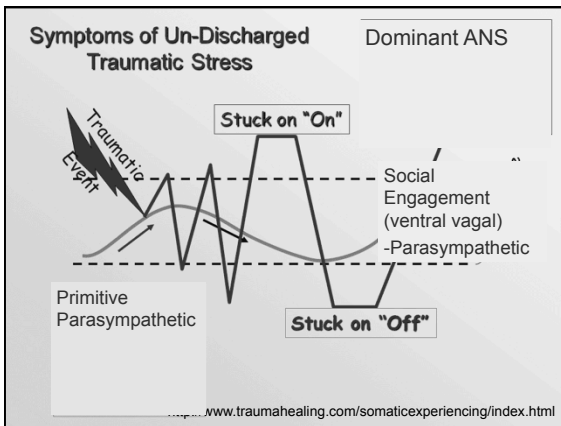 Symptoms of Un-Discharged
Traumatic Stress
Dominant ANS
Traumatic
Event
Stuck on "On"
Social
Engagement
(ventral vagal)
-Parasympathetic
Primitive
Parasympathetic
Stuck on "Off"
www.traumahealing.com/somaticexperiencing/index.html